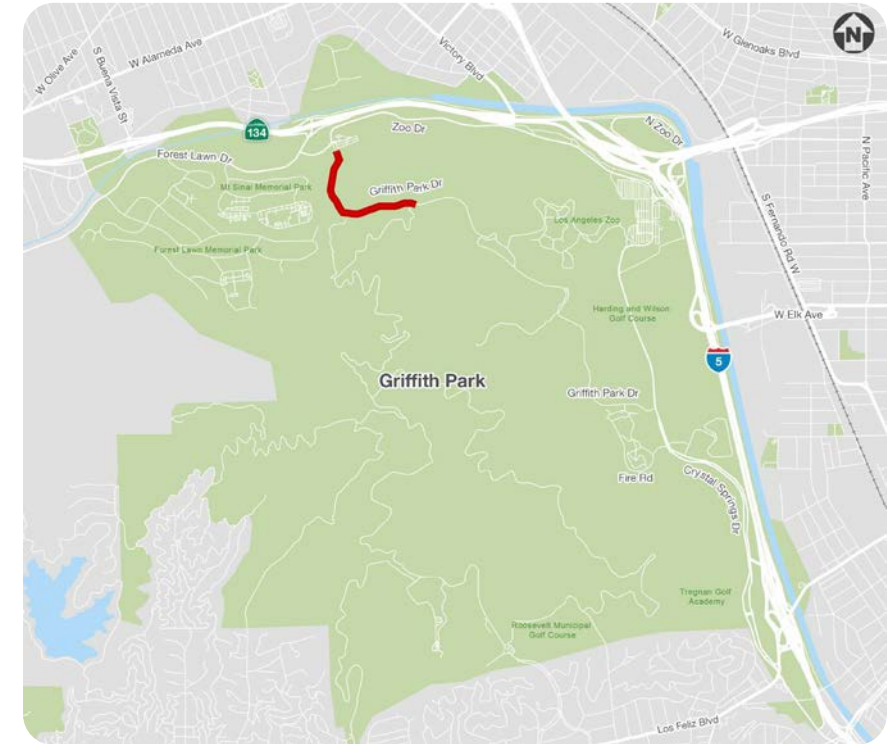 N
W Olive Ave
S Buena Vista St
W Alameda Ave
Victory Blvd
W Glenoaks Blvd
134
Zoo Dr
N Zoo Dr
N Pacific Ave
Forest Lawn Dr
Mt Sinai Memorial Park
Griffith Park Dr
S Fernando Rd W
Los Angeles Zoo
Forest Lawn Memorial Park
Harding and Wilson
Golf Course
W Elk Ave
5
Griffith Park
Griffith Park Dr
Fire Rd
Crystal Springs Dr
Tregnan Golf
Academy
Roosevelt Municipal
Golf Course
Los Feliz Blvd